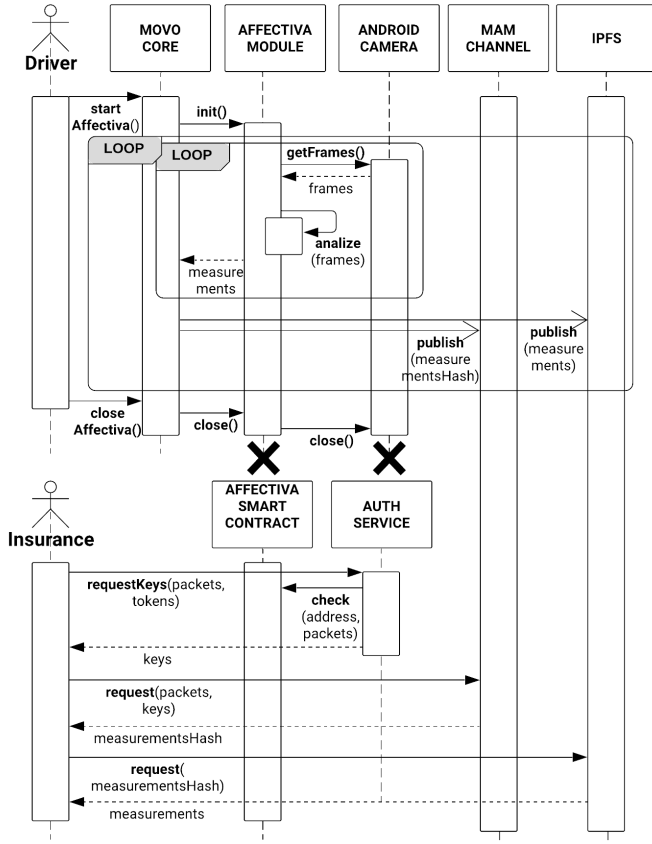 Driver
MOVO
CORE
AFFECTIVA
MODULE
ANDROID
CAMERA
MAM
CHANNEL
IPFS
start
Affectiva()
init()
LOOP
LOOP
getFrames()
frames
analize
(frames)
measure
ments
publish
(measure
mentsHash)
publish
(measure
ments)
close
Affectiva()
close()
close()
Insurance
AFFECTIVA
SMART
CONTRACT
AUTH
SERVICE
requestKeys(packets,
tokens)
check
(address,
packets)
keys
request(packets,
keys)
measurementsHash
request(
measurementsHash)
measurements